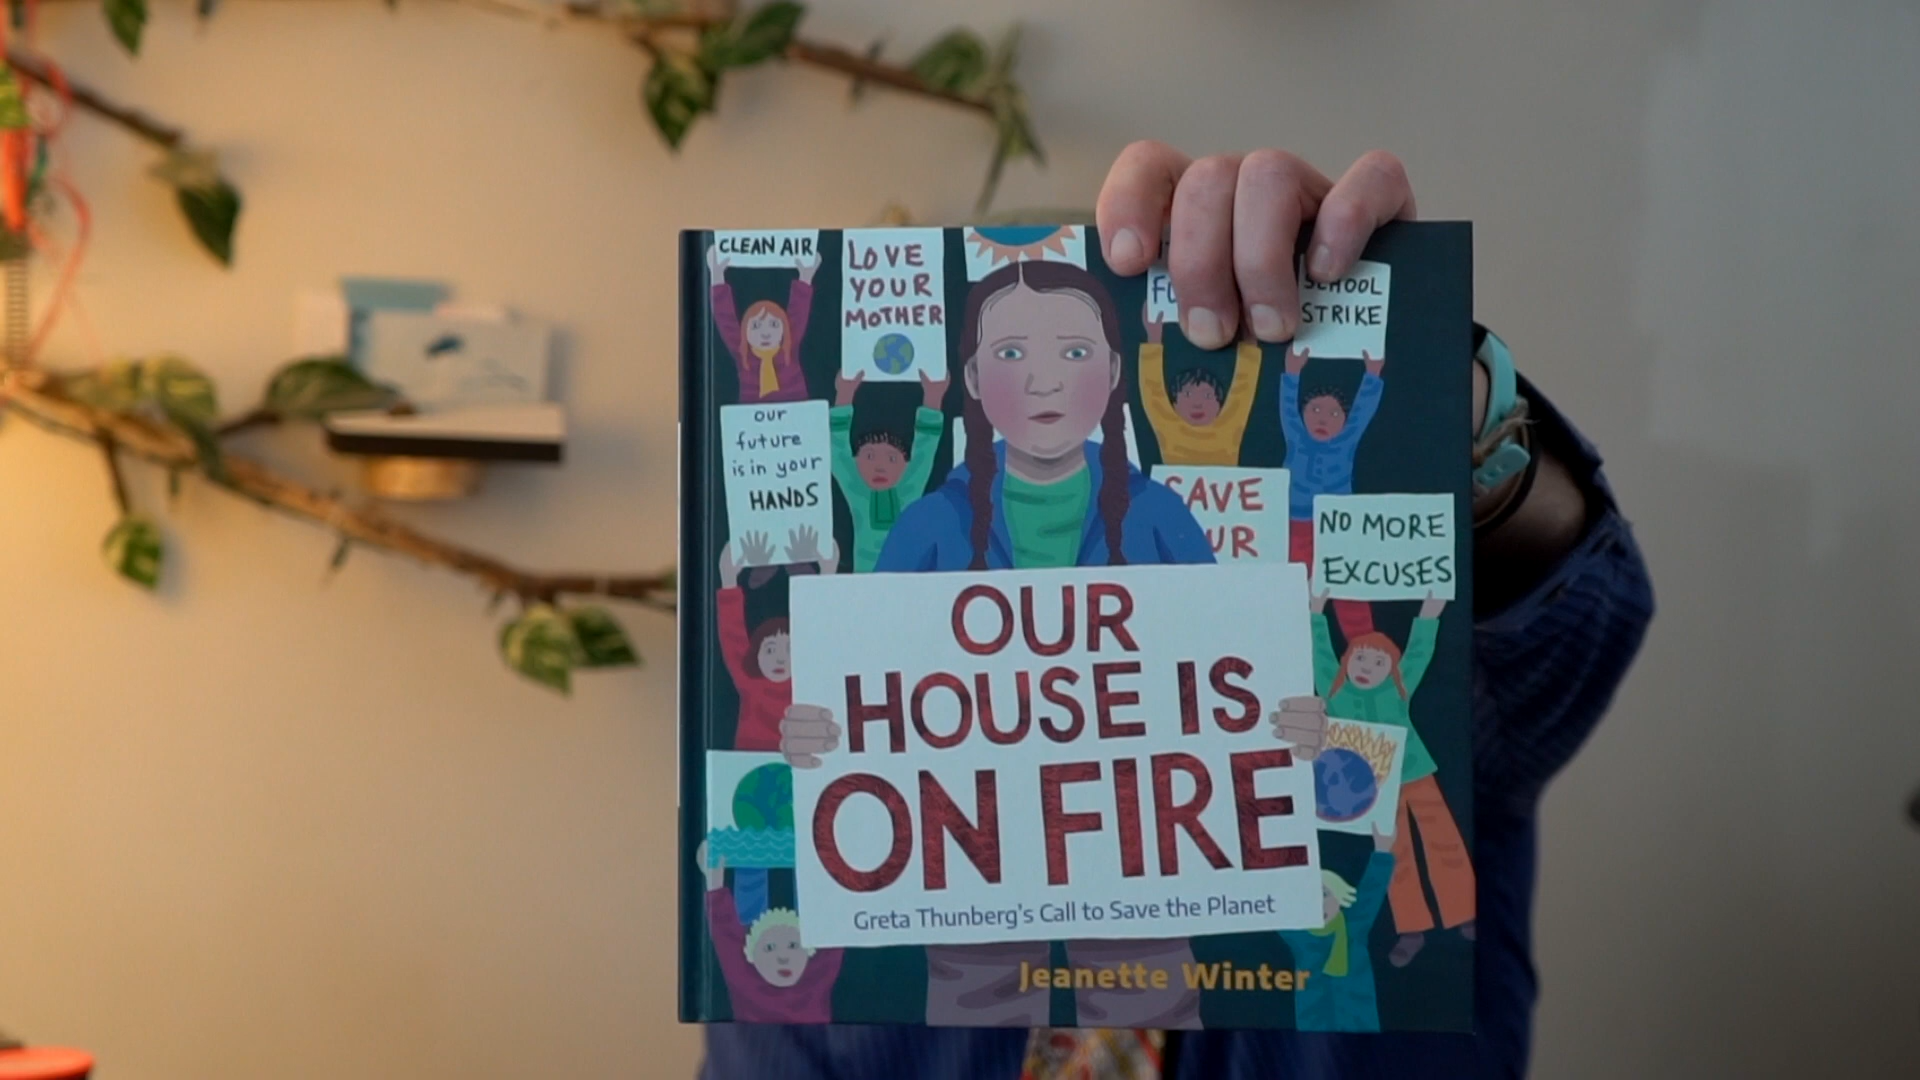 CLEAN AIR
LOVE
YOUR
MOTHER
SCHOOL
STRIKE
our
future
is in your
HANDS
SAVE
NO MORE
EXCUSES
OUR
HOUSE IS
ON FIRE
Greta Thunberg's Call to Save the Planet
Jeanette Winter